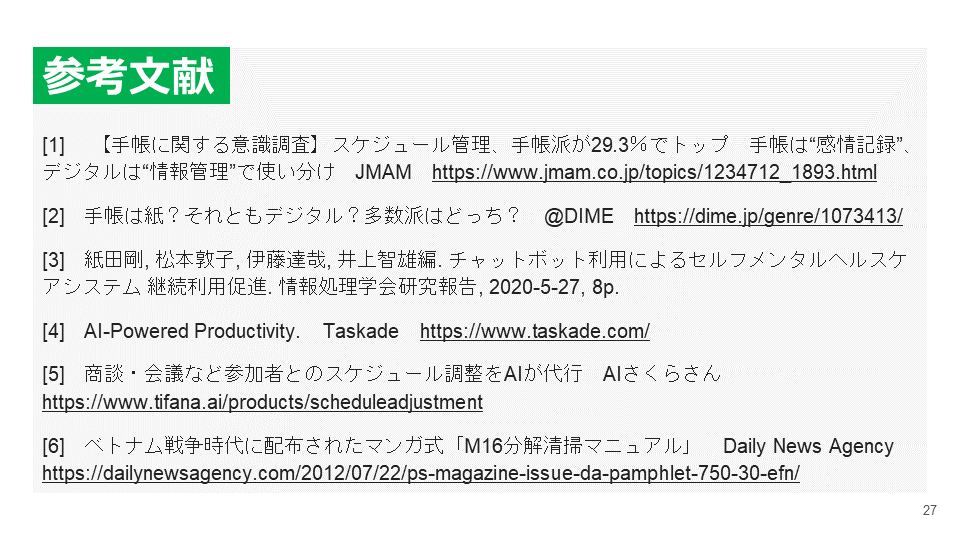 参考文献
[1] 【手帳に関する意識調査】スケジュール管理、手帳派が29.3%でトップ 手帳は“感情記録”、
デジタルは“情報管理”で使い分け JMAM https://www.jmam.co.jp/topics/1234712_1893.html
[2] 手帳は紙？それともデジタル？多数派はどっち？ @DIME https://dime.jp/genre/1073413/
[3] 紙田剛, 松本敦子, 伊藤達哉, 井上智雄編. チャットボット利用によるセルフメンタルヘルスケ
アシステム 継続利用促進. 情報処理学会研究報告, 2020-5-27, 8p.
[4] AI-Powered Productivity. Taskade https://www.taskade.com/
[5] 商談・会議など参加者とのスケジュール調整をAIが代行 AIさくらさん
https://www.tifana.ai/products/scheduleadjustment
[6] ベトナム戦争時代に配布されたマンガ式「M16分解清掃マニュアル」 Daily News Agency
https://dailynewsagency.com/2012/07/22/ps-magazine-issue-da-pamphlet-750-30-efn/
27